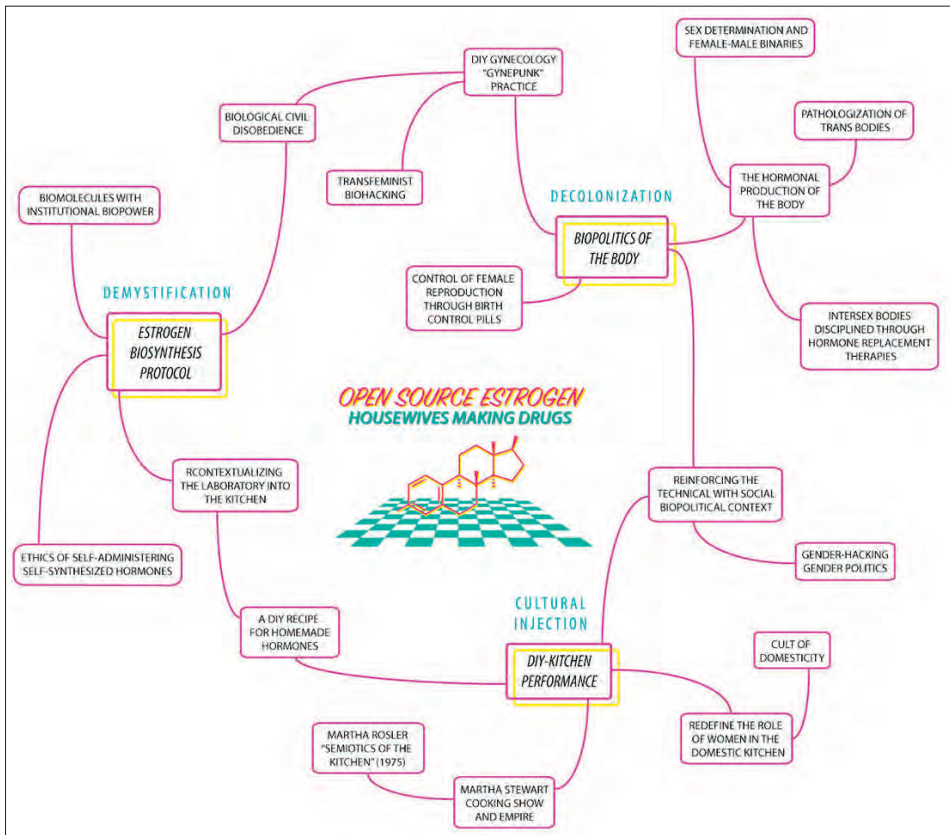 SEX DETERMINATION AND
FEMALE-MALE BINARIES
DIY GYNECOLOGY
"GYNEPUNK"
PRACTICE
BIOLOGICAL CIVIL
DISOBEDIENCE
PATHOLOGIZATION OF
TRANS BODIES
TRANSFEMINIST
BIOHACKING
THE HORMONAL
PRODUCTION OF
THE BODY
BIOMOLECULES WITH
INSTITUTIONAL BIOPOWER
DECOLONIZATION
BIOPOLITICS OF
THE BODY
CONTROL OF FEMALE
REPRODUCTION
THROUGH BIRTH
CONTROL PILLS
DEMYSTIFICATION
ESTROGEN
BIOSYNTHESIS
PROTOCOL
INTERSEX BODIES
DISCIPLINED THROUGH
HORMONE REPLACEMENT
THERAPIES
OPEN SOURCE ESTROGEN
HOUSEWIVES MAKING DRUGS
RCONTEXTUALIZING
THE LABORATORY INTO
THE KITCHEN
REINFORCING THE
TECHNICAL WITH SOCIAL
BIOPOLITICAL CONTEXT
ETHICS OF SELF-ADMINISTERING
SELF-SYNTHESIZED HORMONES
GENDER-HACKING
GENDER POLITICS
A DIY RECIPE
FOR HOMEMADE
HORMONES
CULTURAL
INJECTION
DIY-KITCHEN
PERFORMANCE
CULT OF
DOMESTICITY
REDEFINE THE ROLE
OF WOMEN IN THE
DOMESTIC KITCHEN
MARTHA ROSLER
"SEMIOTICS OF THE
KITCHEN" (1975)
MARTHA STEWART
COOKING SHOW
AND EMPIRE